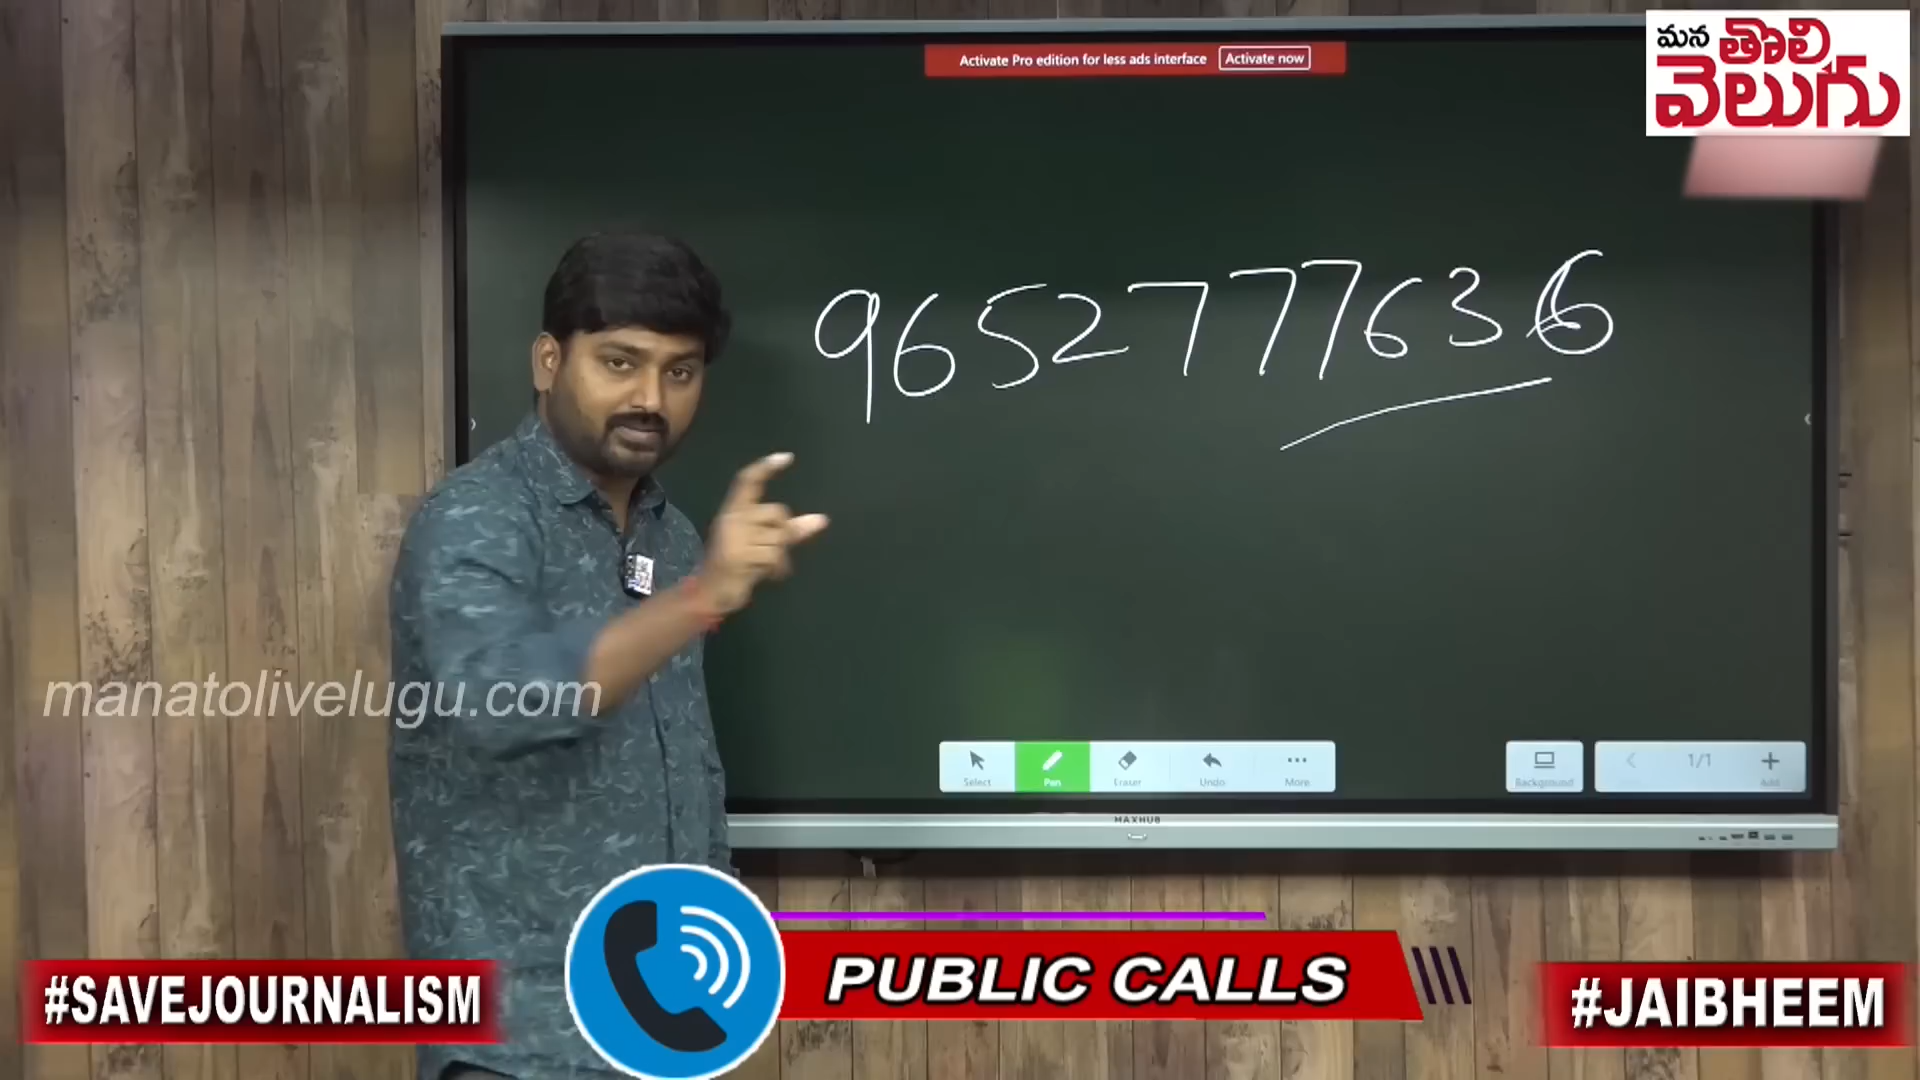 Activate Pro edition for less ads interface Activate now
మన తొలి
వెలుగు
9652777636
manatolivelugu.com
Select Pen Eraser Undo More
Background 1/1 Add
MAXHUB
PUBLIC CALLS
#SAVEJOURNALISM
#JAIBHEEM